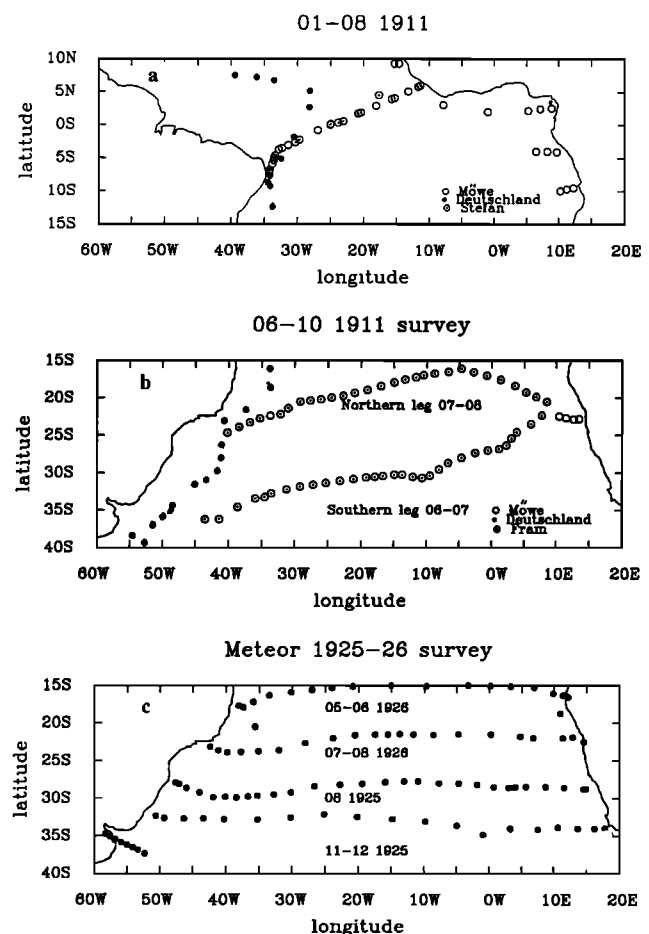 01-08 1911
10N
a
5N
0S
5S
10S
15S
latitude
Möwe
Deutschland
Stefan
60W 50W 40W 30W 20W 10W 0W 10E 20E
longitude
06-10 1911 survey
15S
b
20S
25S
30S
35S
40S
latitude
Northern leg 07-08
Southern leg 06-07
Möwe
Deutschland
Fram
60W 50W 40W 30W 20W 10W 0W 10E 20E
longitude
Meteor 1925-26 survey
15S
c
20S
25S
30S
35S
40S
latitude
05-06 1926
07-08 1926
08 1925
11-12 1925
60W 50W 40W 30W 20W 10W 0W 10E 20E
longitude